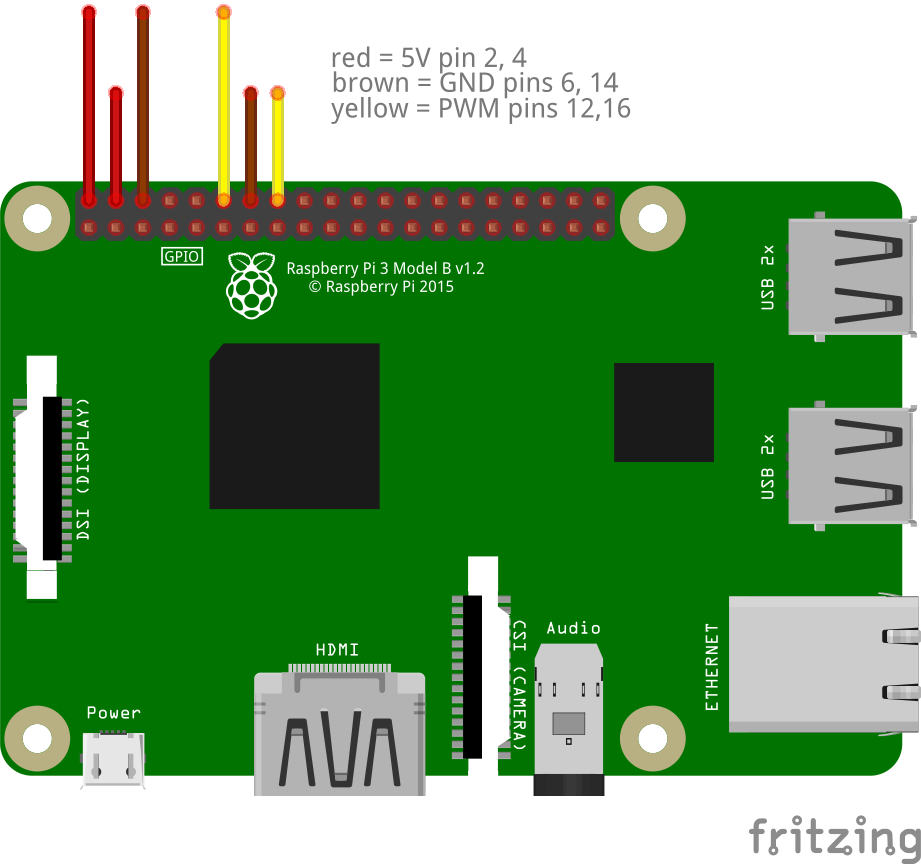 red = 5V pin 2, 4
brown = GND pins 6, 14
yellow = PWM pins 12,16
GPIO
Raspberry Pi 3 Model B v1.2
© Raspberry Pi 2015
USB 2x
DSI (DISPLAY)
USB 2x
HDMI
CSI (CAMERA)
Audio
ETHERNET
Power
fritzing